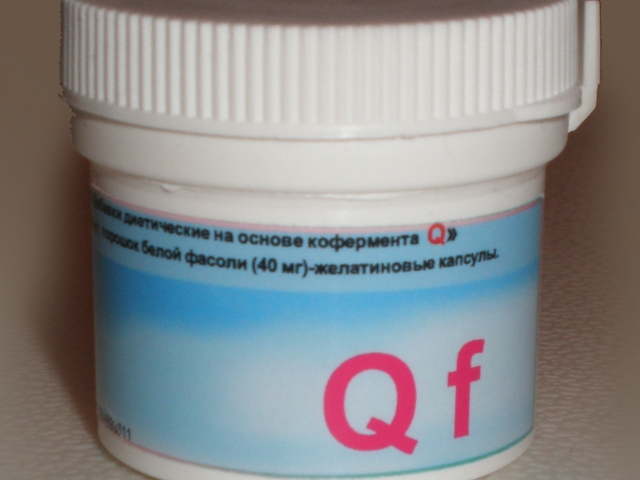 диетические на основе кофермента Q»
порошок белой фасоли (40 мг)-желатиновые капсулы.
Q f